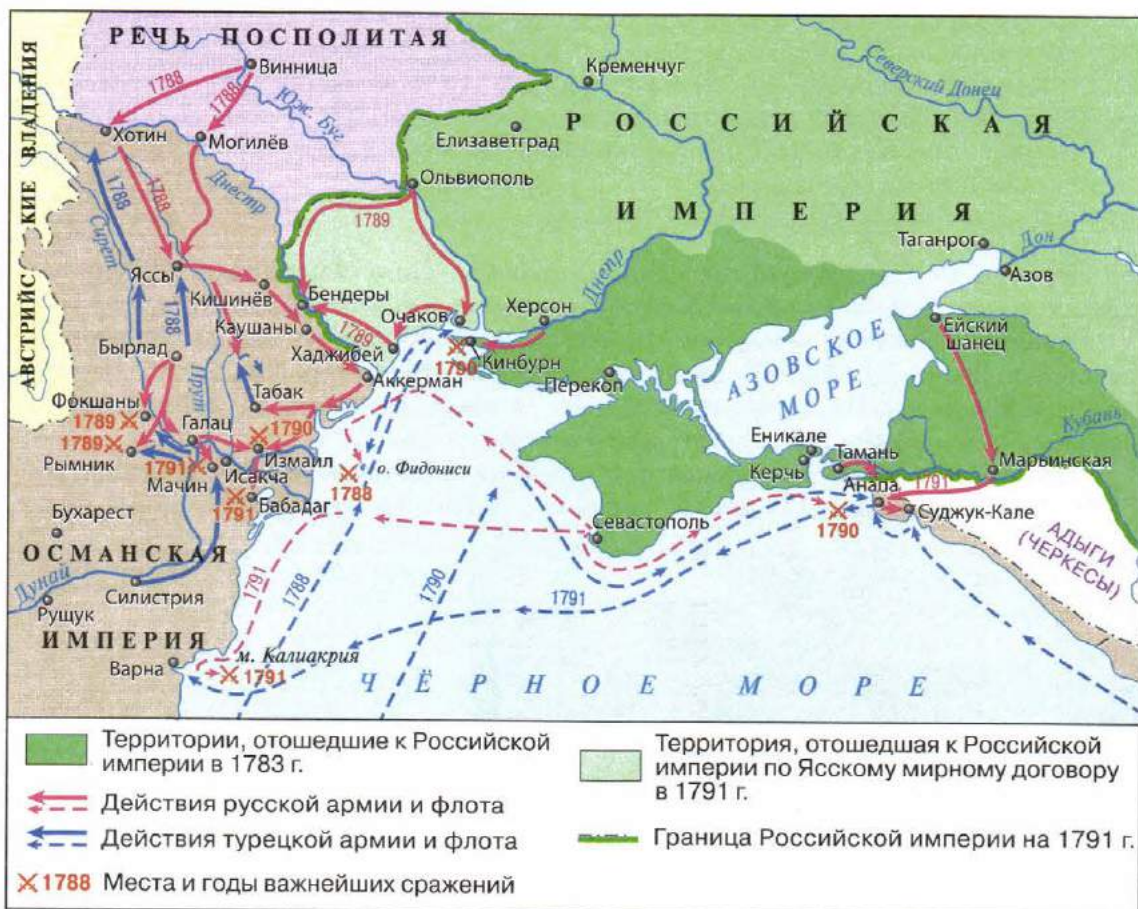 РЕЧЬ ПОСПОЛИТАЯ
Винница
1788
1788
Юж. Буг
Кременчуг
Северский Донец
АВСТРИЙСКИЕ ВЛАДЕНИЯ
Хотин
Могилёв
Днестр
Елизаветград
РОССИЙСКАЯ
ИМПЕРИЯ
Ольвиополь
1788
1788
Сирет
1789
Днепр
Таганрог
Дон
Азов
Яссы
Кишинёв
Бендеры
Каушаны
Очаков
Херсон
1788
1789
Хаджибей
Кинбурн
1790
Ейский
шанец
АЗОВСКОЕ
МОРЕ
Перекоп
Бырлад
Прут
Табак
Аккерман
Фокшаны
1789
Галац
1790
1789
Рымник
1791
Измаил
Мачин
Исакча
1791
Бабадаг
о. Фидониси
1788
Еникале
Керчь
Тамань
Кубань
Марьинская
1791
Анапа
Суджук-Кале
1790
Севастополь
АДЫГИ
(ЧЕРКЕСЫ)
Бухарест
ОСМАНСКАЯ
Дунай
Силистрия
Рущук
ИМПЕРИЯ
1791
1788
1790
1791
Варна
м. Калиакрия
1791
ЧЁРНОЕ МОРЕ
Территории, отошедшие к Российской
империи в 1783 г.
Действия русской армии и флота
Действия турецкой армии и флота
1788 Места и годы важнейших сражений
Территория, отошедшая к Российской
империи по Ясскому мирному договору
в 1791 г.
Граница Российской империи на 1791 г.